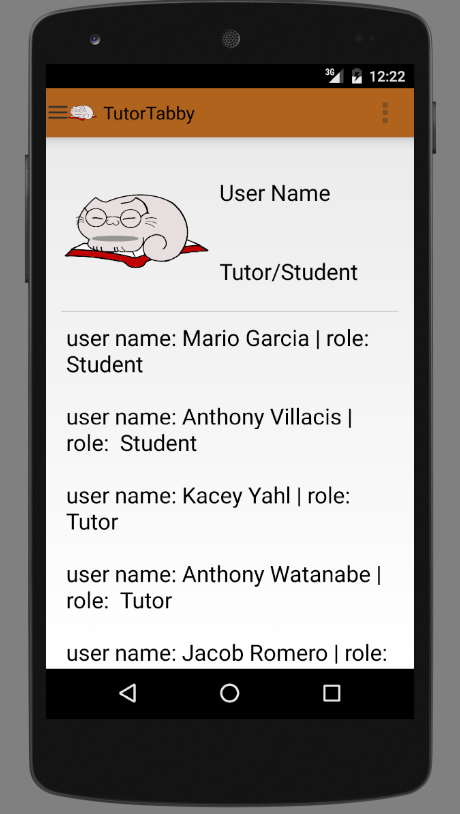 3G 12:22
TutorTabby
User Name
Tutor/Student
user name: Mario Garcia | role:
Student
user name: Anthony Villacis |
role:  Student
user name: Kacey Yahl | role:
Tutor
user name: Anthony Watanabe |
role:  Tutor
user name: Jacob Romero | role: